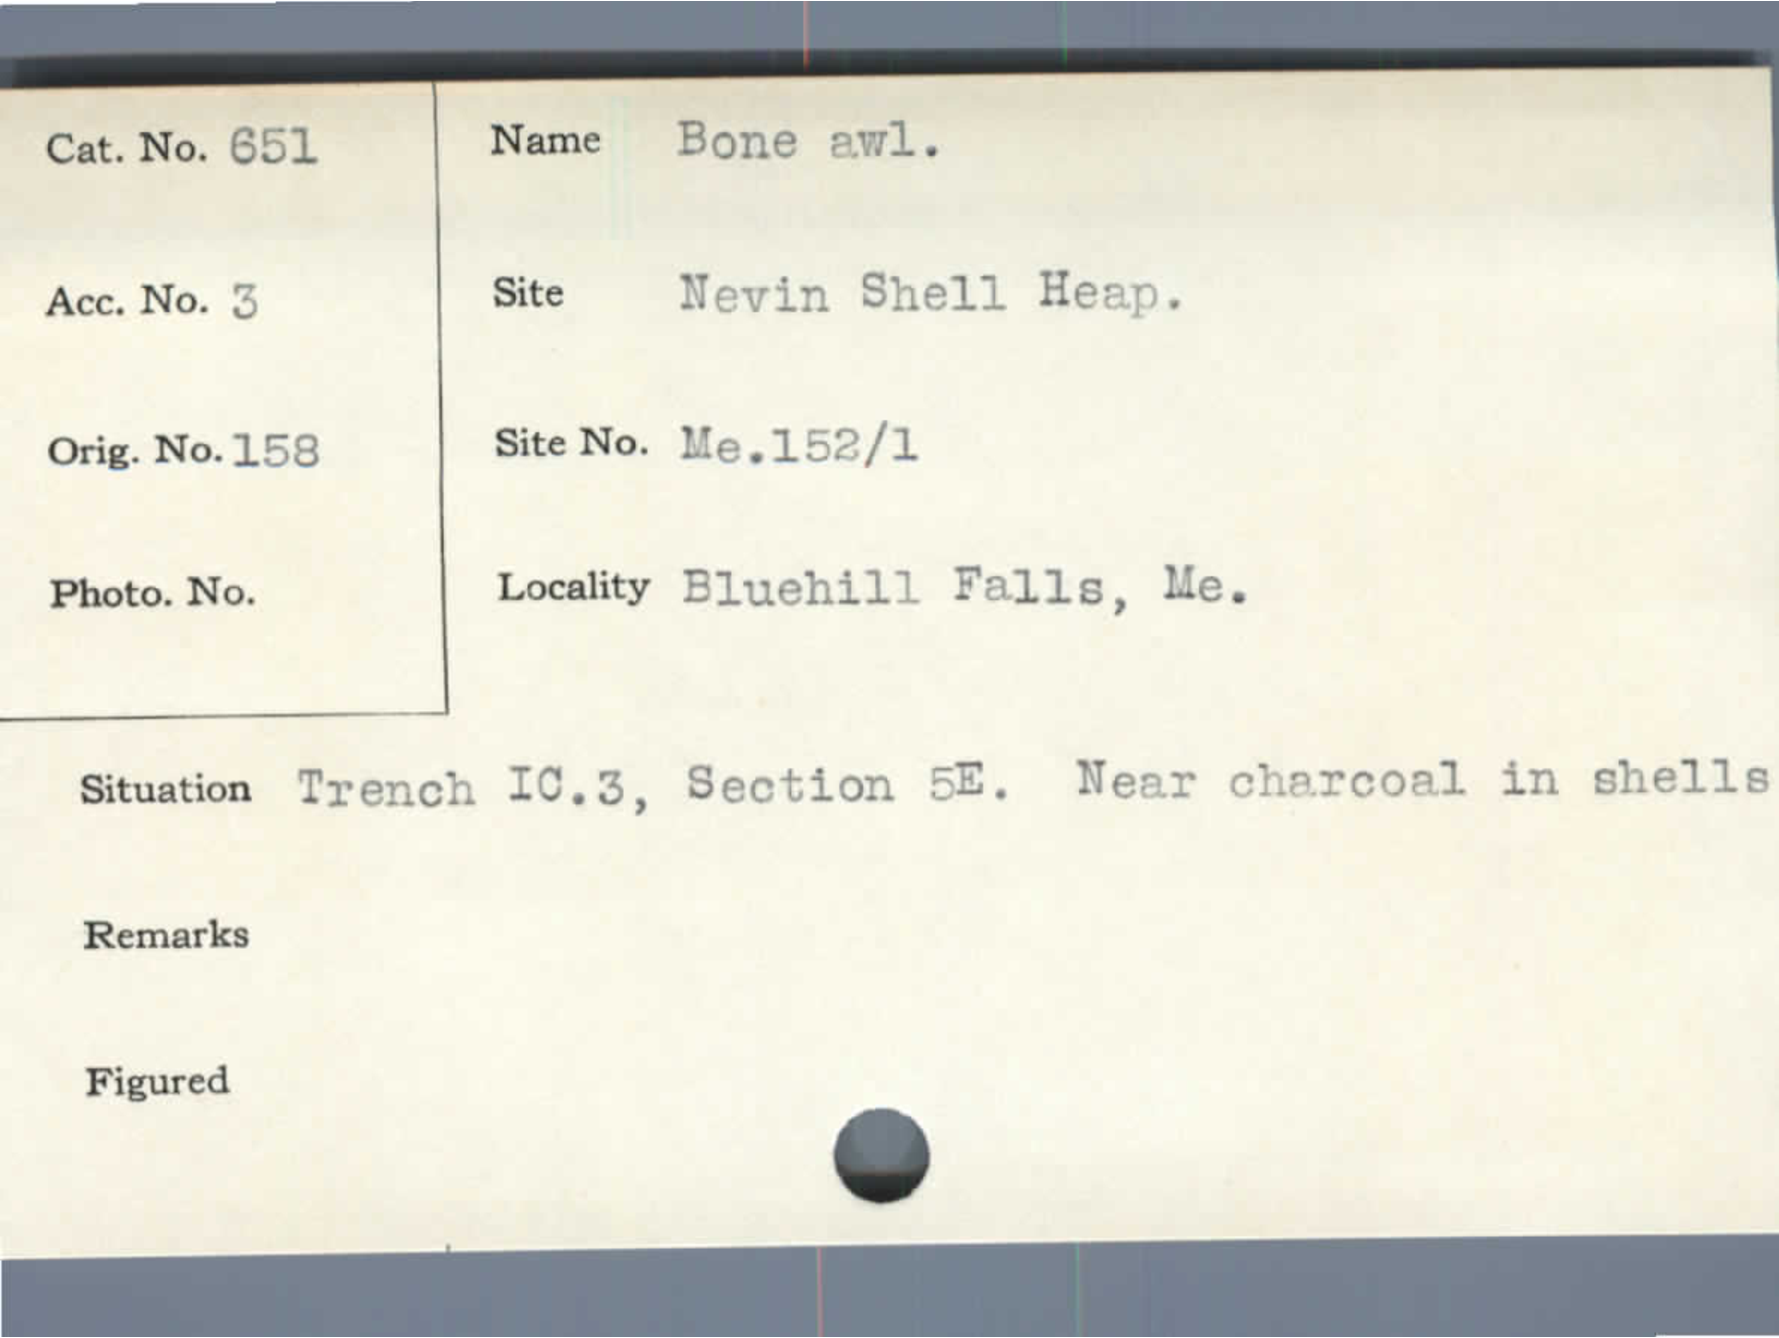 Cat. No. 651
Name Bone awl.
Acc. No. 3
Site Nevin Shell Heap.
Orig. No. 158
Site No. Me.152/1
Photo. No.
Locality Bluehill Falls, Me.
Situation Trench IC.3, Section 5E. Near charcoal in shells
Remarks
Figured